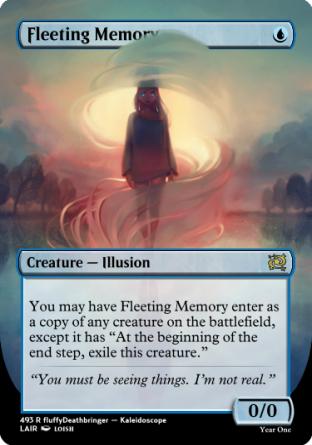 Fleeting Memory
Creature — Illusion
You may have Fleeting Memory enter as
a copy of any creature on the battlefield,
except it has “At the beginning of the
end step, exile this creature.”
“You must be seeing things. I’m not real.”
0/0
493 R fluffyDeathbringer — Kaleidoscope
LAIR LOISH
Year One